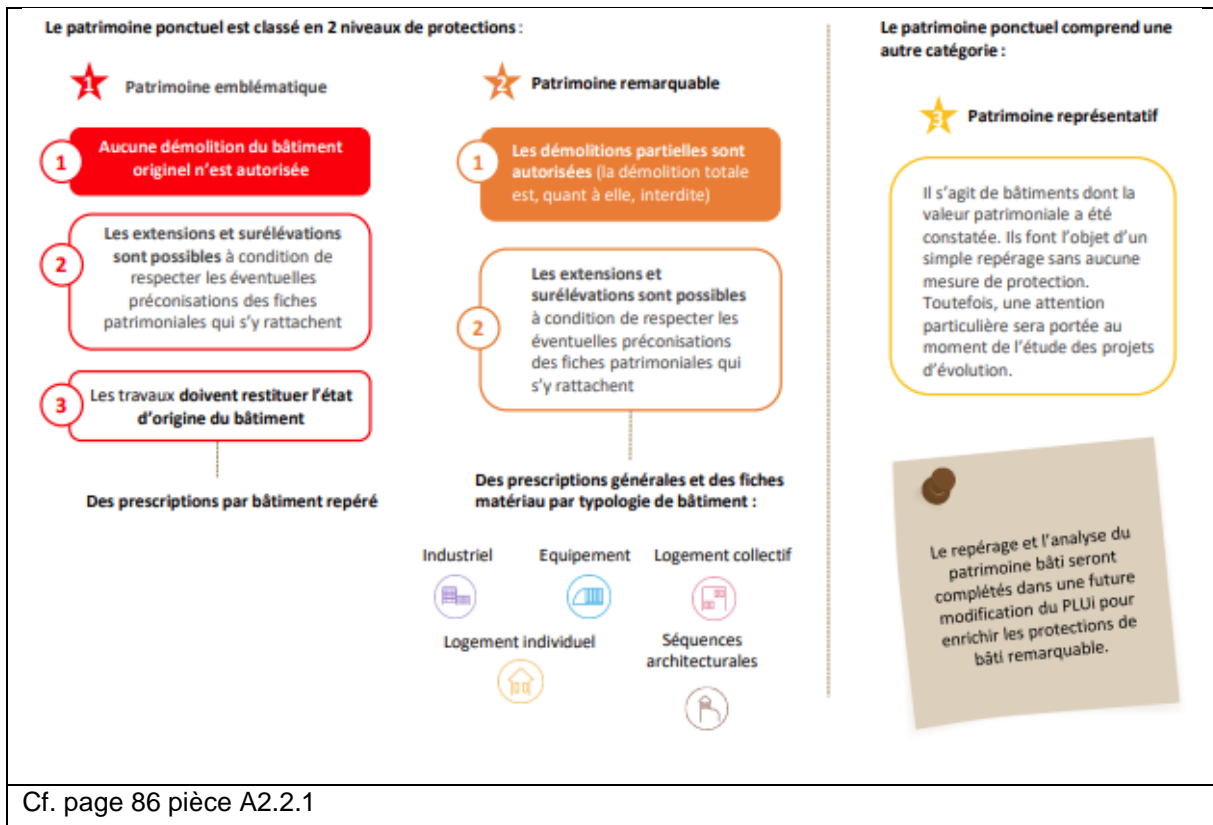 Le patrimoine ponctuel est classé en 2 niveaux de protections :
1
Patrimoine emblématique
1
Aucune démolition du bâtiment
originel n'est autorisée
2
Les extensions et surélévations
sont possibles à condition de
respecter les éventuelles
préconisations des fiches
patrimoniales qui s'y rattachent
3
Les travaux doivent restituer l'état
d'origine du bâtiment
Des prescriptions par bâtiment repéré
2
Patrimoine remarquable
1
Les démolitions partielles sont
autorisées (la démolition totale
est, quant à elle, interdite)
2
Les extensions et
surélévations sont possibles
à condition de respecter les
éventuelles préconisations
des fiches patrimoniales qui
s'y rattachent
Des prescriptions générales et des fiches
matériau par typologie de bâtiment :
Industriel
Equipement
Logement collectif
Logement individuel
Séquences
architecturales
Le patrimoine ponctuel comprend une
autre catégorie :
3
Patrimoine représentatif
Il s'agit de bâtiments dont la
valeur patrimoniale a été
constatée. Ils font l'objet d'un
simple repérage sans aucune
mesure de protection.
Toutefois, une attention
particulière sera portée au
moment de l'étude des projets
d'évolution.
Le repérage et l'analyse du
patrimoine bâti seront
complétés dans une future
modification du PLUi pour
enrichir les protections de
bâti remarquable.
Cf. page 86 pièce A2.2.1